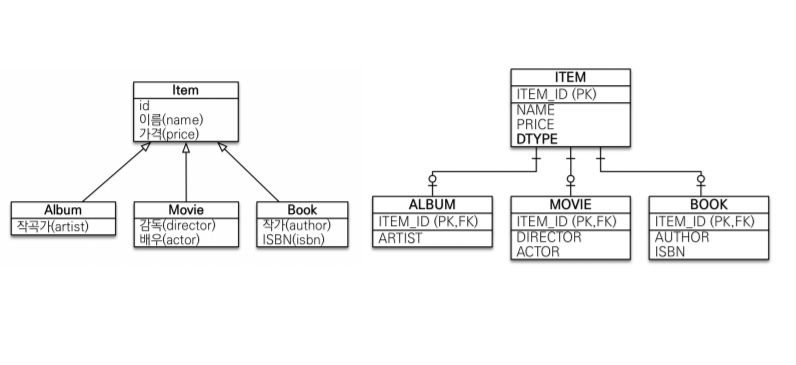 Item
id
이름(name)
가격(price)
Album
작곡가(artist)
Movie
감독(director)
배우(actor)
Book
작가(author)
ISBN(isbn)
ITEM
ITEM_ID (PK)
NAME
PRICE
DTYPE
ALBUM
ITEM_ID (PK,FK)
ARTIST
MOVIE
ITEM_ID (PK,FK)
DIRECTOR
ACTOR
BOOK
ITEM_ID (PK,FK)
AUTHOR
ISBN